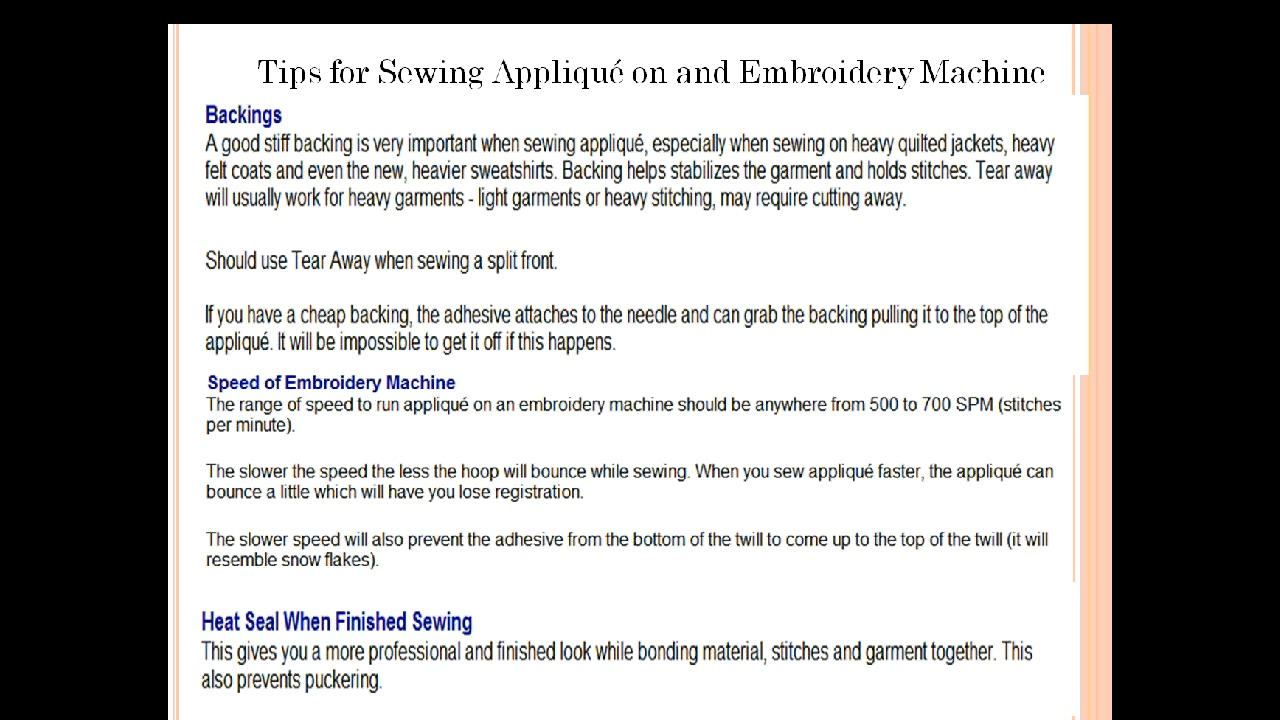 Tips for Sewing Appliqué on and Embroidery Machine
Backings
A good stiff backing is very important when sewing appliqué, especially when sewing on heavy quilted jackets, heavy
felt coats and even the new, heavier sweatshirts. Backing helps stabilizes the garment and holds stitches. Tear away
will usually work for heavy garments - light garments or heavy stitching, may require cutting away.
Should use Tear Away when sewing a split front.
If you have a cheap backing, the adhesive attaches to the needle and can grab the backing pulling it to the top of the
appliqué. It will be impossible to get it off if this happens.
Speed of Embroidery Machine
The range of speed to run appliqué on an embroidery machine should be anywhere from 500 to 700 SPM (stitches
per minute).
The slower the speed the less the hoop will bounce while sewing. When you sew appliqué faster, the appliqué can
bounce a little which will have you lose registration.
The slower speed will also prevent the adhesive from the bottom of the twill to come up to the top of the twill (it will
resemble snow flakes).
Heat Seal When Finished Sewing
This gives you a more professional and finished look while bonding material, stitches and garment together. This
also prevents puckering.